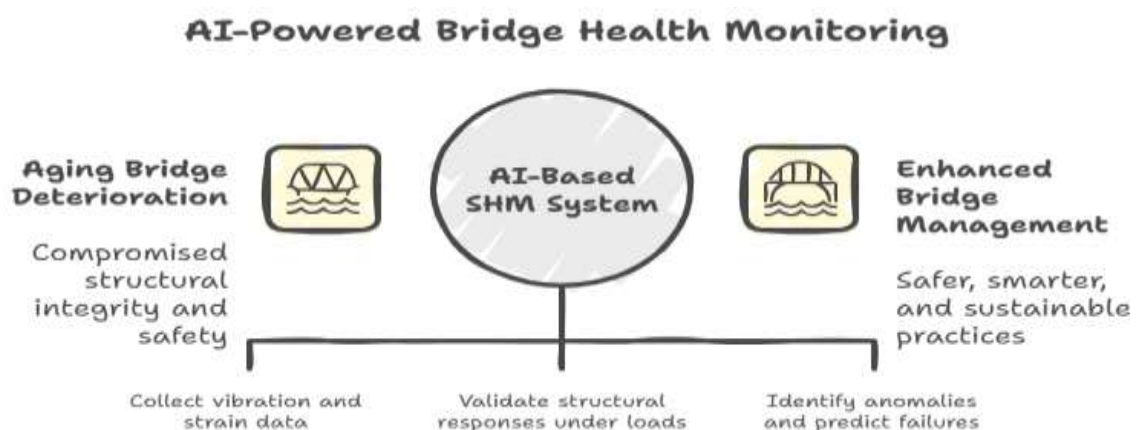 AI-Powered Bridge Health Monitoring
Aging Bridge
Deterioration
Compromised
structural
integrity and
safety
AI-Based
SHM System
Enhanced
Bridge
Management
Safer, smarter,
and sustainable
practices
Collect vibration and
strain data
Validate structural
responses under loads
Identify anomalies
and predict failures